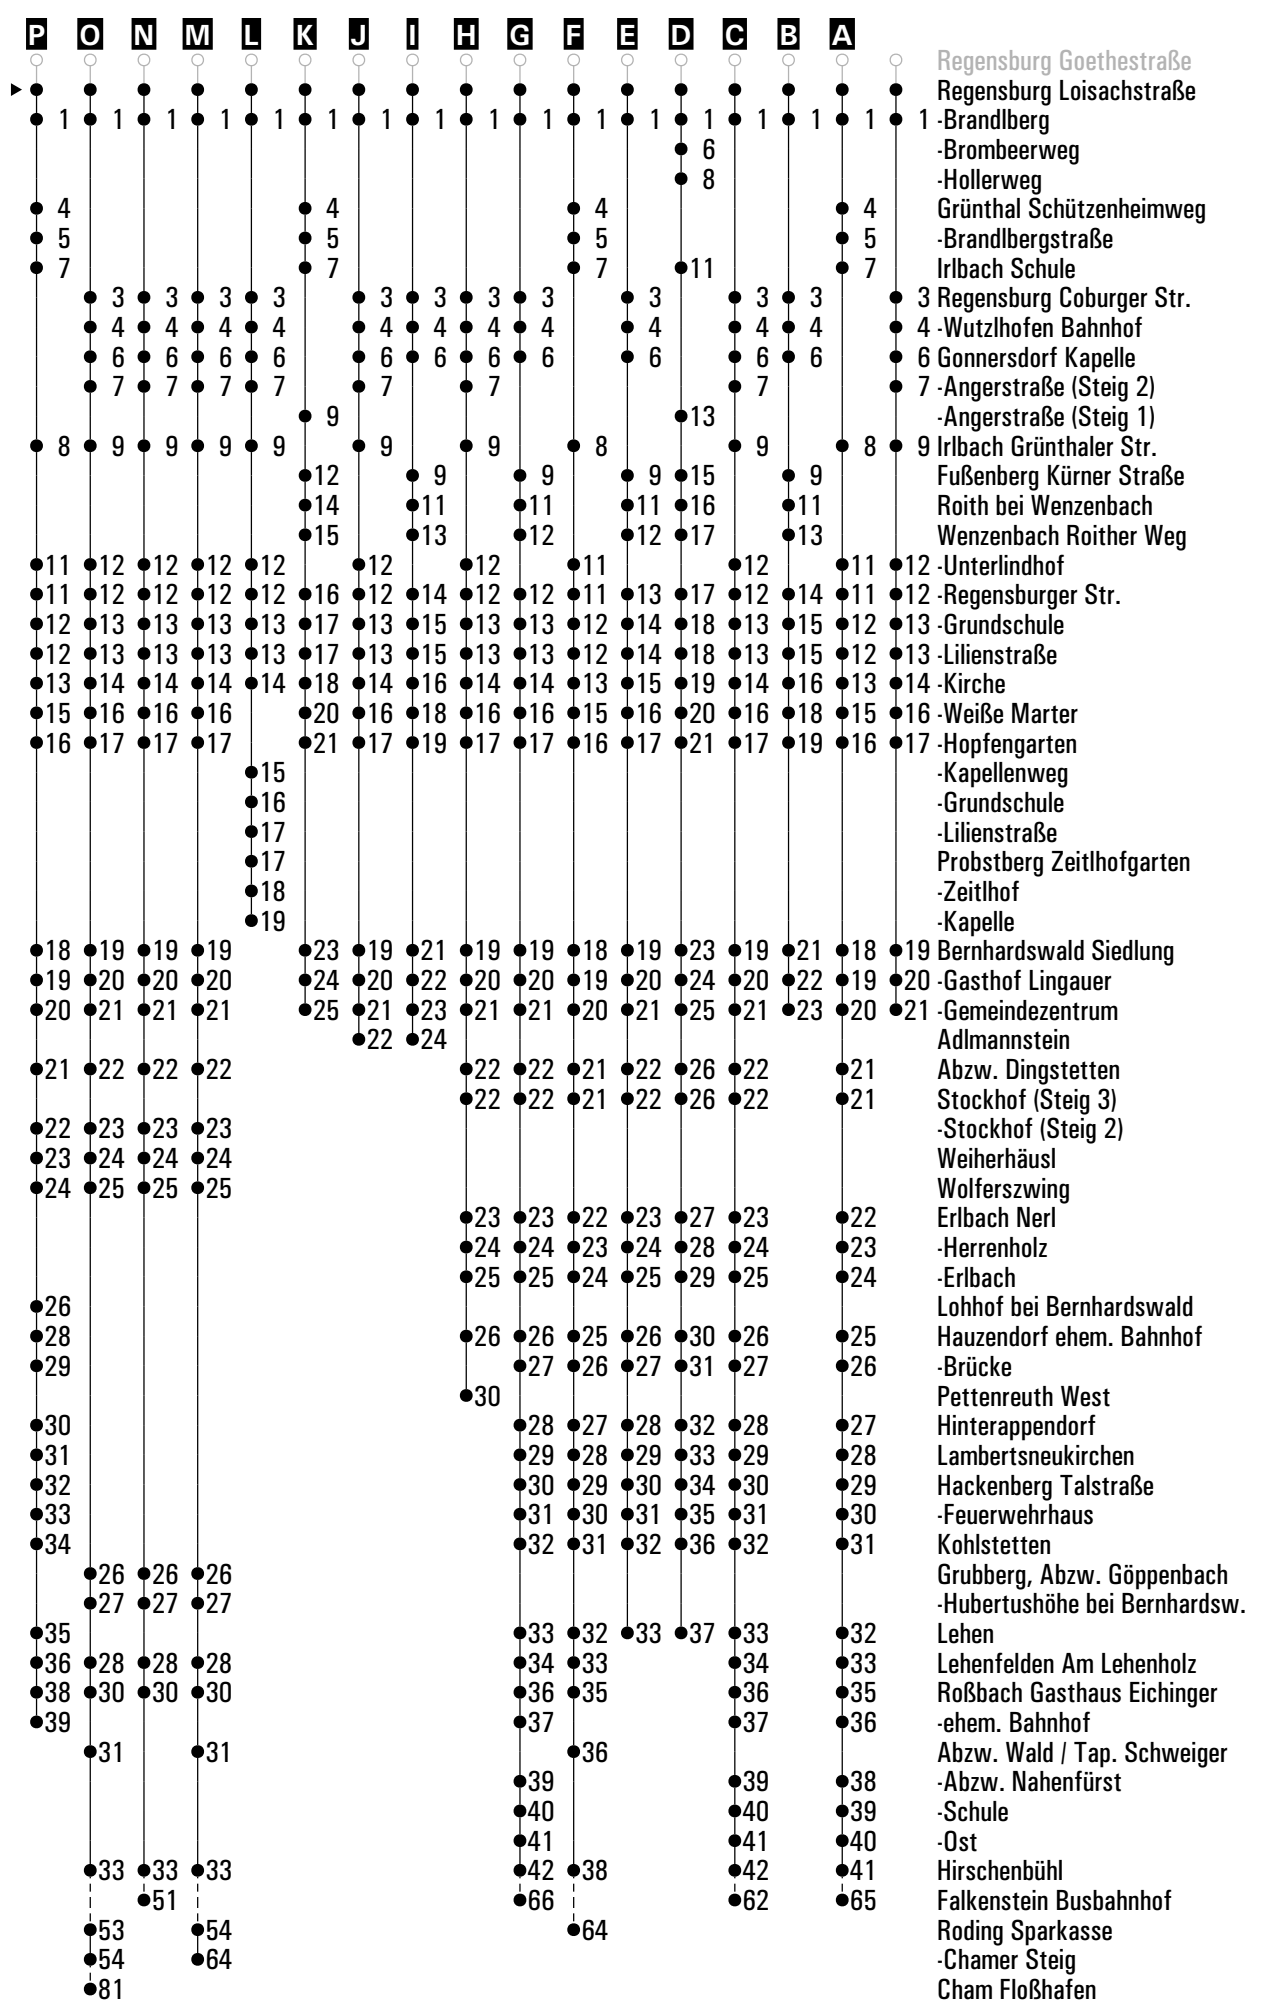 P O N M L K J I H G F E D C B A
Regensburg Goethestraße
Regensburg Loisachstraße
1 1 1 1 1 1 1 1 1 1 1 1 1 1 1 1 1 -Brandlberg
6 -Brombeerweg
8 -Hollerweg
4 4 4 4 Grünthal Schützenheimweg
5 5 5 5 -Brandlbergstraße
7 7 7 11 7 Irlbach Schule
3 3 3 3 3 3 3 3 3 3 3 3 Regensburg Coburger Str.
4 4 4 4 4 4 4 4 4 4 4 4 -Wutzlhofen Bahnhof
6 6 6 6 6 6 6 6 6 6 6 6 Gonnersdorf Kapelle
7 7 7 7 7 7 7 7 -Angerstraße (Steig 2)
9 13 -Angerstraße (Steig 1)
8 9 9 9 9 9 9 8 9 8 9 Irlbach Grünthaler Str.
12 9 9 9 15 9 Fußenberg Kürner Straße
14 11 11 11 16 11 Roith bei Wenzenbach
15 13 12 12 17 13 Wenzenbach Roither Weg
11 12 12 12 12 12 12 11 12 11 12 -Unterlindhof
11 12 12 12 12 16 12 14 12 12 11 13 17 12 14 11 12 -Regensburger Str.
12 13 13 13 13 17 13 15 13 13 12 14 18 13 15 12 13 -Grundschule
12 13 13 13 13 17 13 15 13 13 12 14 18 13 15 12 13 -Lilienstraße
13 14 14 14 14 18 14 16 14 14 13 15 19 14 16 13 14 -Kirche
15 16 16 16 20 16 18 16 16 15 16 20 16 18 15 16 -Weiße Marter
16 17 17 17 21 17 19 17 17 16 17 21 17 19 16 17 -Hopfengarten
15 -Kapellenweg
16 -Grundschule
17 -Lilienstraße
17 Probstberg Zeitlhofgarten
18 -Zeitlhof
19 -Kapelle
18 19 19 19 23 19 21 19 19 18 19 23 19 21 18 19 Bernhardswald Siedlung
19 20 20 20 24 20 22 20 20 19 20 24 20 22 19 20 -Gasthof Lingauer
20 21 21 21 25 21 23 21 21 20 21 25 21 23 20 21 -Gemeindezentrum
22 24 Adlmannstein
21 22 22 22 22 22 21 22 26 22 21 Abzw. Dingstetten
22 22 21 22 26 22 21 Stockhof (Steig 3)
22 23 23 23 -Stockhof (Steig 2)
23 24 24 24 Weiherhäusl
24 25 25 25 Wolferszwing
23 23 22 23 27 23 22 Erlbach Nerl
24 24 23 24 28 24 23 -Herrenholz
25 25 24 25 29 25 24 -Erlbach
26 Lohhof bei Bernhardswald
28 26 26 25 26 30 26 25 Hauzendorf ehem. Bahnhof
29 27 26 27 31 27 26 -Brücke
30 Pettenreuth West
30 28 27 28 32 28 27 Hinterappendorf
31 29 28 29 33 29 28 Lambertsneukirchen
32 30 29 30 34 30 29 Hackenberg Talstraße
33 31 30 31 35 31 30 -Feuerwehrhaus
34 32 31 32 36 32 31 Kohlstetten
26 26 26 Grubberg, Abzw. Göppenbach
27 27 27 -Hubertushöhe bei Bernhardsw.
35 33 32 33 37 33 32 Lehen
36 28 28 28 34 33 34 33 Lehenfelden Am Lehenholz
38 30 30 30 36 35 36 35 Roßbach Gasthaus Eichinger
39 37 37 36 -ehem. Bahnhof
31 31 36 Abzw. Wald / Tap. Schweiger
39 39 38 -Abzw. Nahenfürst
40 40 39 -Schule
41 41 40 -Ost
33 33 33 42 38 42 41 Hirschenbühl
51 66 62 65 Falkenstein Busbahnhof
53 54 64 Roding Sparkasse
54 64 -Chamer Steig
81 Cham Floßhafen